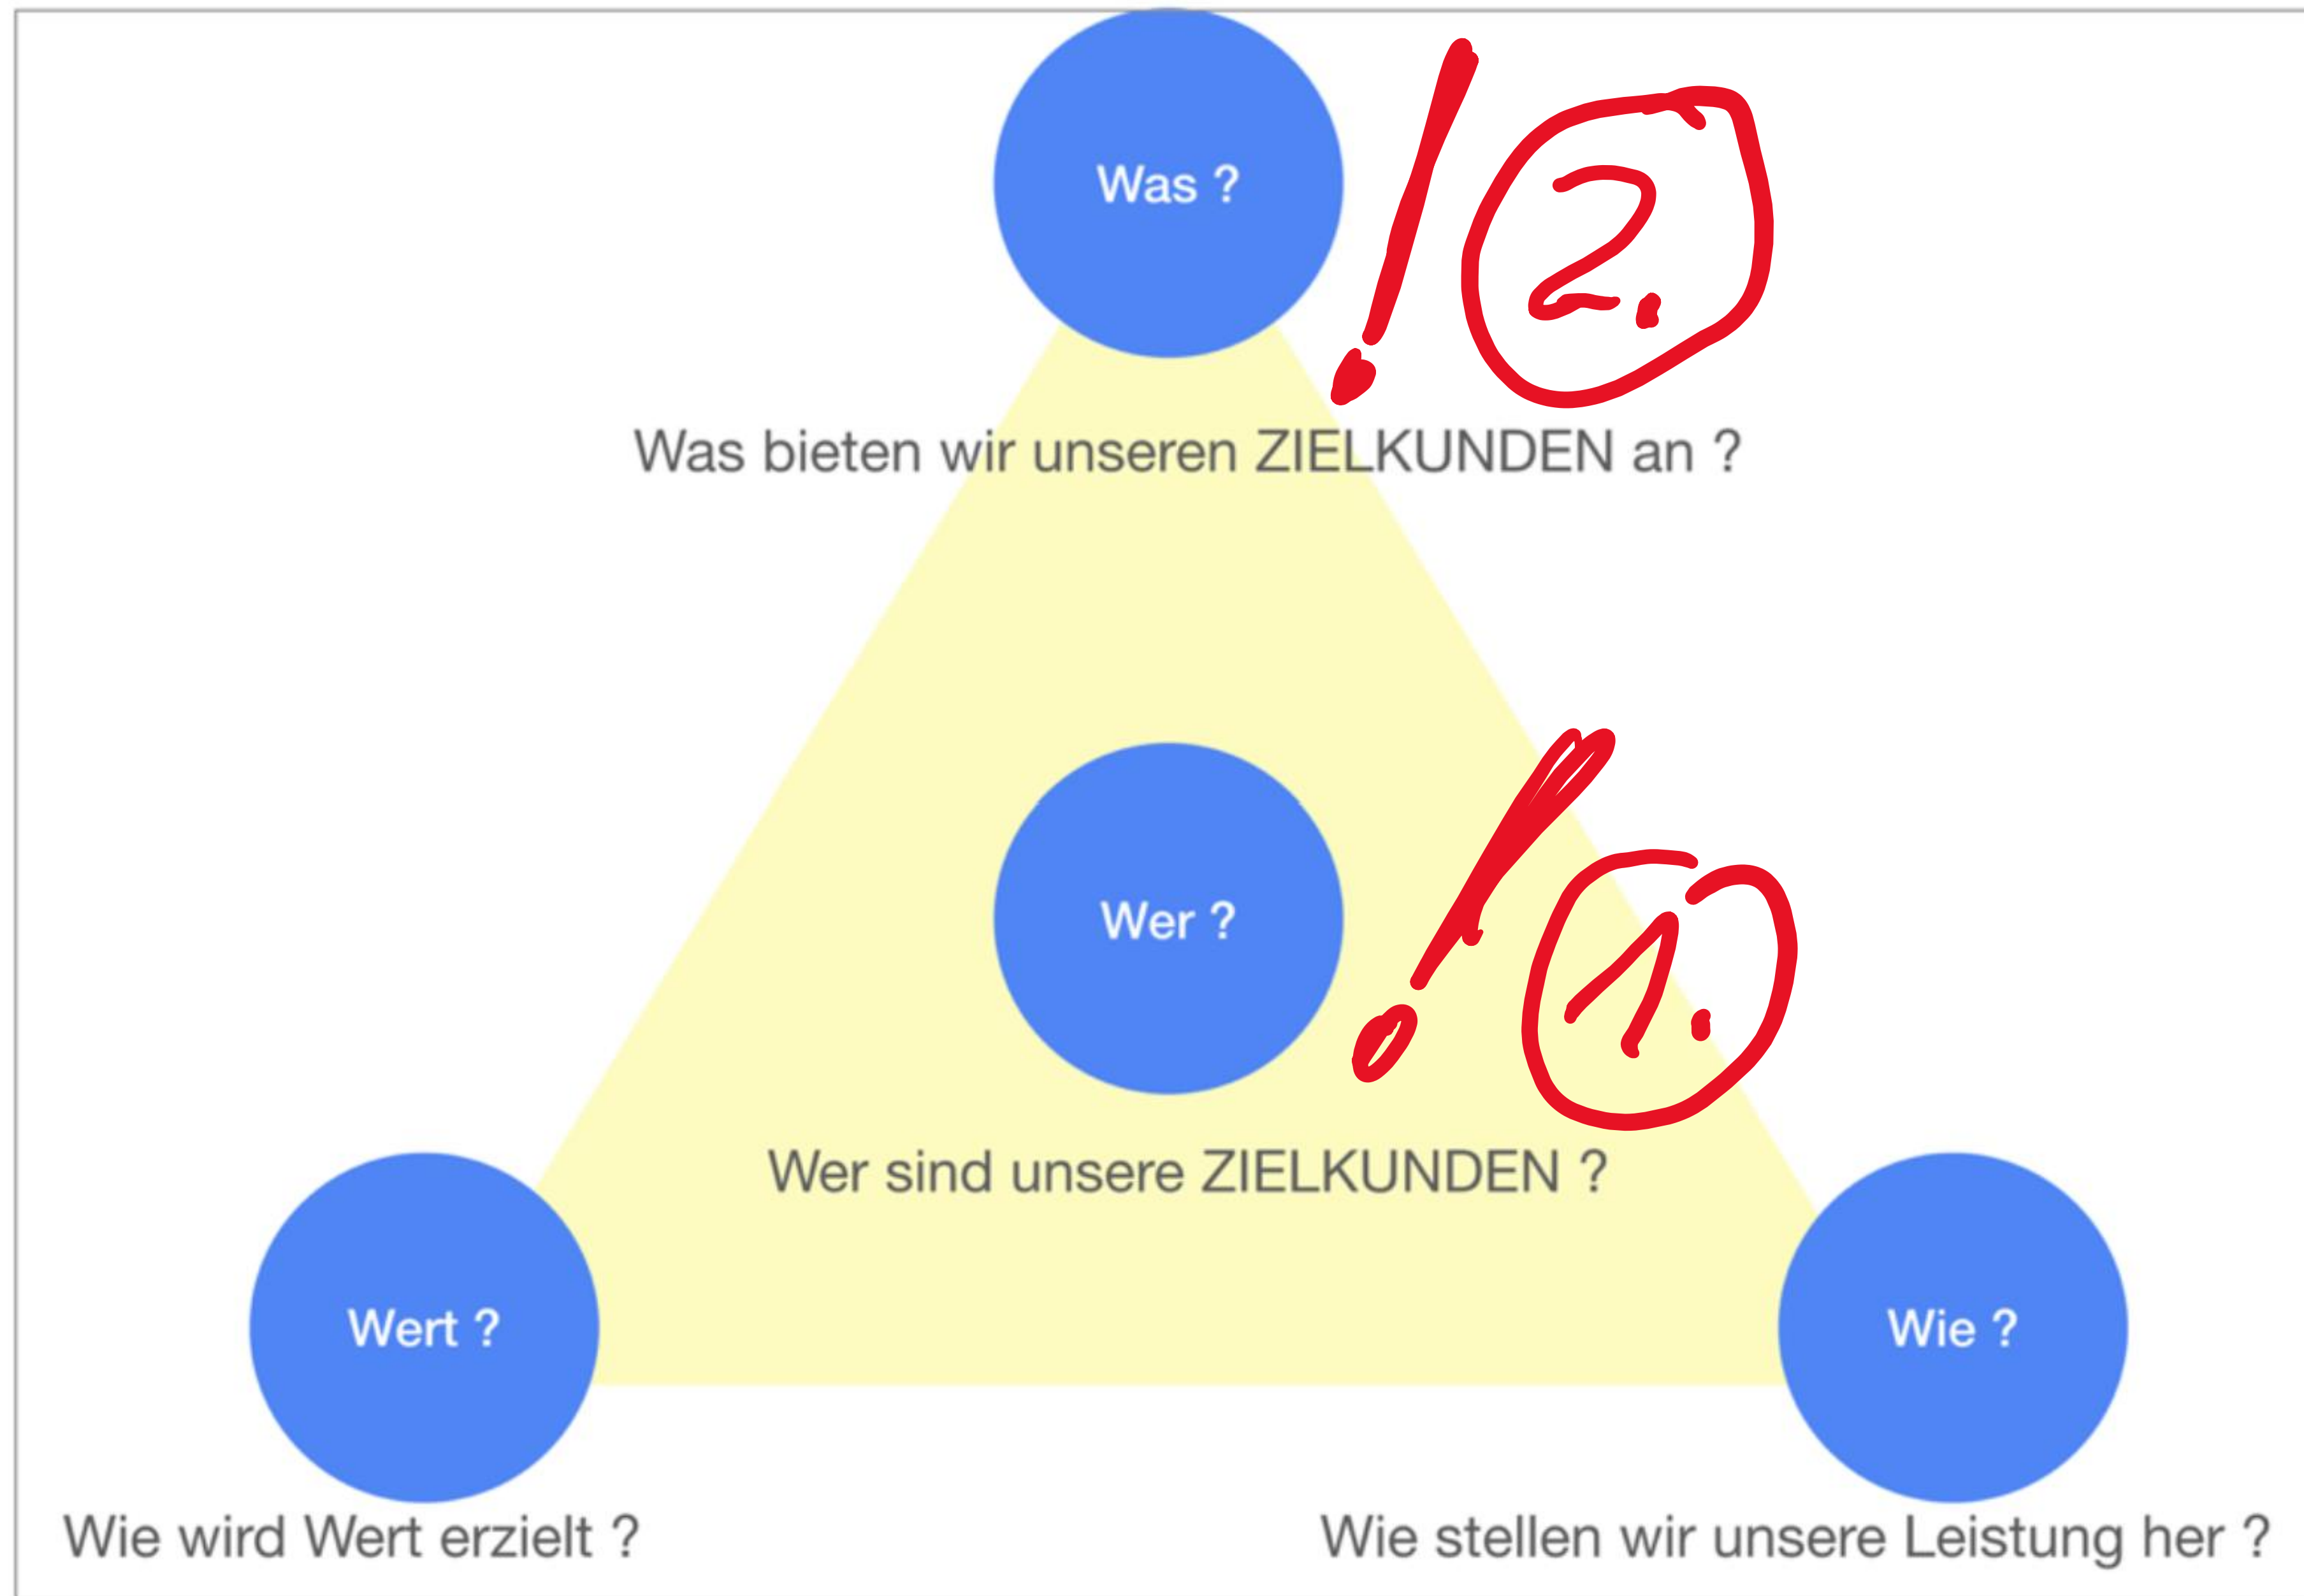 Was ?
!
2.
Was bieten wir unseren ZIELKUNDEN an ?
Wer ?
!
1.
Wer sind unsere ZIELKUNDEN ?
Wert ?
Wie ?
Wie wird Wert erzielt ?
Wie stellen wir unsere Leistung her ?